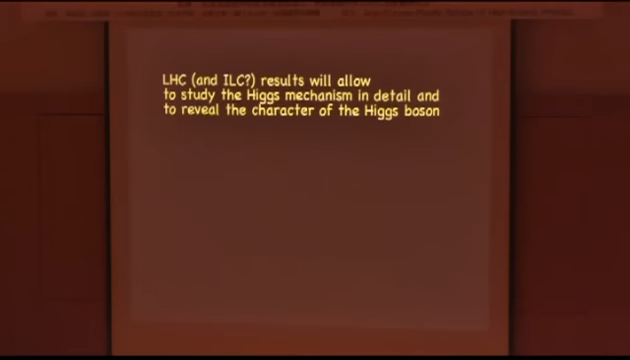 LHC (and ILC?) results will allow
to study the Higgs mechanism in detail and
to reveal the character of the Higgs boson